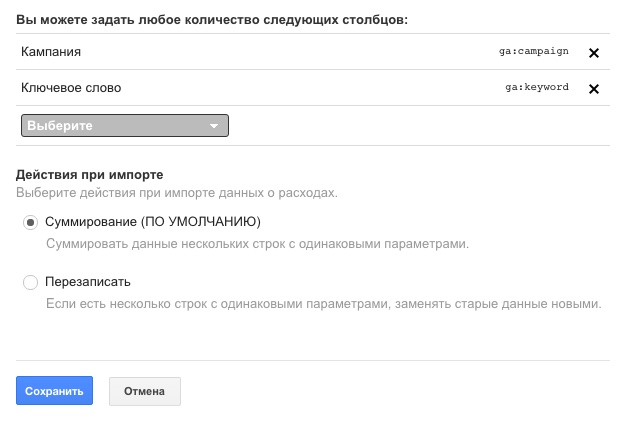 Вы можете задать любое количество следующих столбцов:
Кампания ga:campaign
Ключевое слово ga:keyword
Выберите
Действия при импорте
Выберите действия при импорте данных о расходах.
Суммирование (ПО УМОЛЧАНИЮ)
Суммировать данные нескольких строк с одинаковыми параметрами.
Перезаписать
Если есть несколько строк с одинаковыми параметрами, заменять старые данные новыми.
Сохранить Отмена